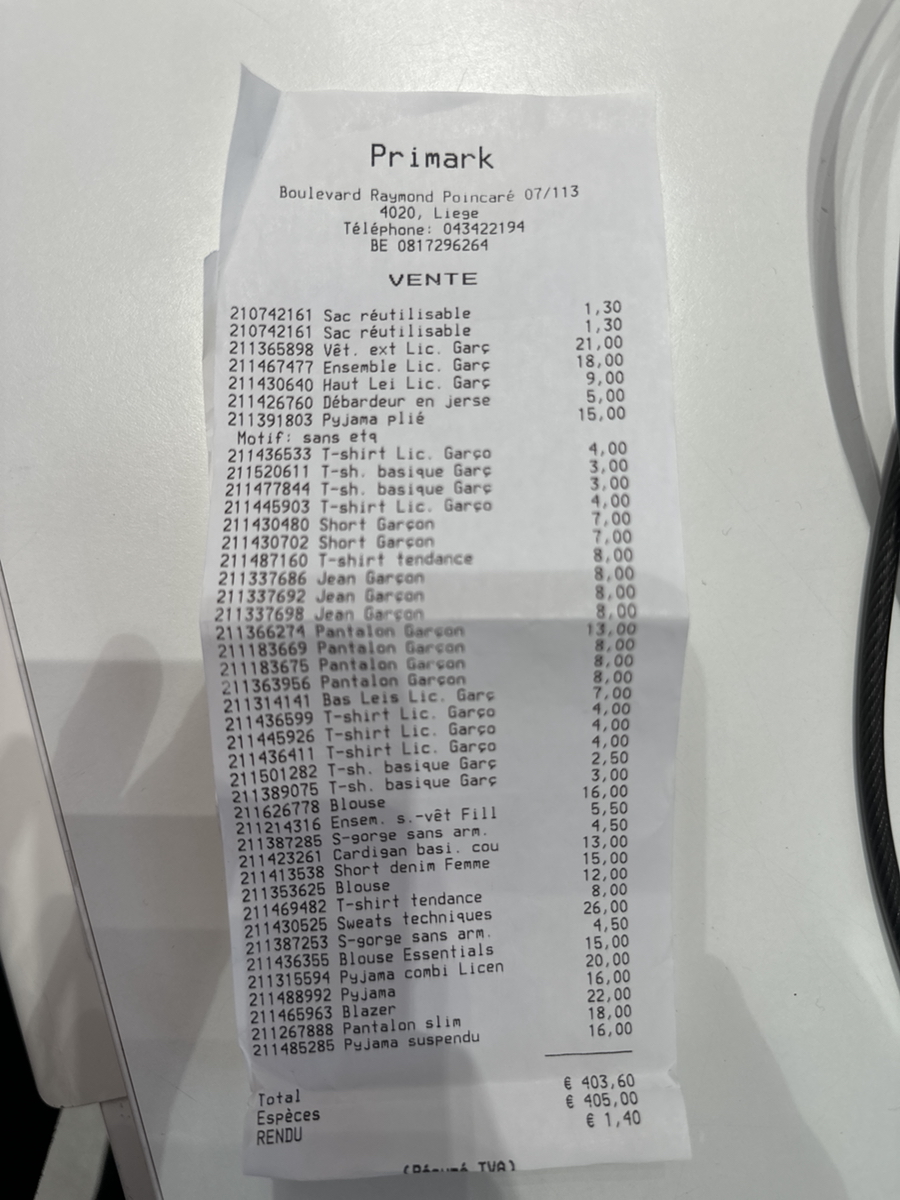 Primark
Boulevard Raymond Poincaré 07/113
4020, Liege
Téléphone: 043422194
BE 0817296264
VENTE
210742161 Sac réutilisable 1,30
210742161 Sac réutilisable 1,30
211365898 Vêt. ext Lic. Garç 21,00
211467477 Ensemble Lic. Garç 18,00
211430640 Haut Lei Lic. Garç 9,00
211426760 Débardeur en jerse 5,00
211391803 Pyjama plié 15,00
Motif: sans etq
211436533 T-shirt Lic. Garço 4,00
211520611 T-sh. basique Garç 3,00
211477844 T-sh. basique Garç 3,00
211445903 T-shirt Lic. Garço 4,00
211430480 Short Garçon 7,00
211430702 Short Garçon 7,00
211487160 T-shirt tendance 8,00
211337686 Jean Garçon 8,00
211337692 Jean Garçon 8,00
211337698 Jean Garçon 8,00
211366274 Pantalon Garçon 13,00
211183669 Pantalon Garçon 8,00
211183675 Pantalon Garçon 8,00
211363956 Pantalon Garçon 8,00
211314141 Bas Leis Lic. Garç 7,00
211436599 T-shirt Lic. Garço 4,00
211445926 T-shirt Lic. Garço 4,00
211436411 T-shirt Lic. Garço 4,00
211501282 T-sh. basique Garç 2,50
211389075 T-sh. basique Garç 3,00
211626778 Blouse 16,00
211214316 Ensem. s.-vêt Fill 5,50
211387285 S-gorge sans arm. 4,50
211423261 Cardigan basi. cou 13,00
211413538 Short denim Femme 15,00
211353625 Blouse 12,00
211469482 T-shirt tendance 8,00
211430525 Sweats techniques 26,00
211387253 S-gorge sans arm. 4,50
211436355 Blouse Essentials 15,00
211315594 Pyjama combi Licen 20,00
211488992 Pyjama 16,00
211465963 Blazer 22,00
211267888 Pantalon slim 18,00
211485285 Pyjama suspendu 16,00
Total € 403,60
Espèces € 405,00
RENDU € 1,40
(Résumé TVA)